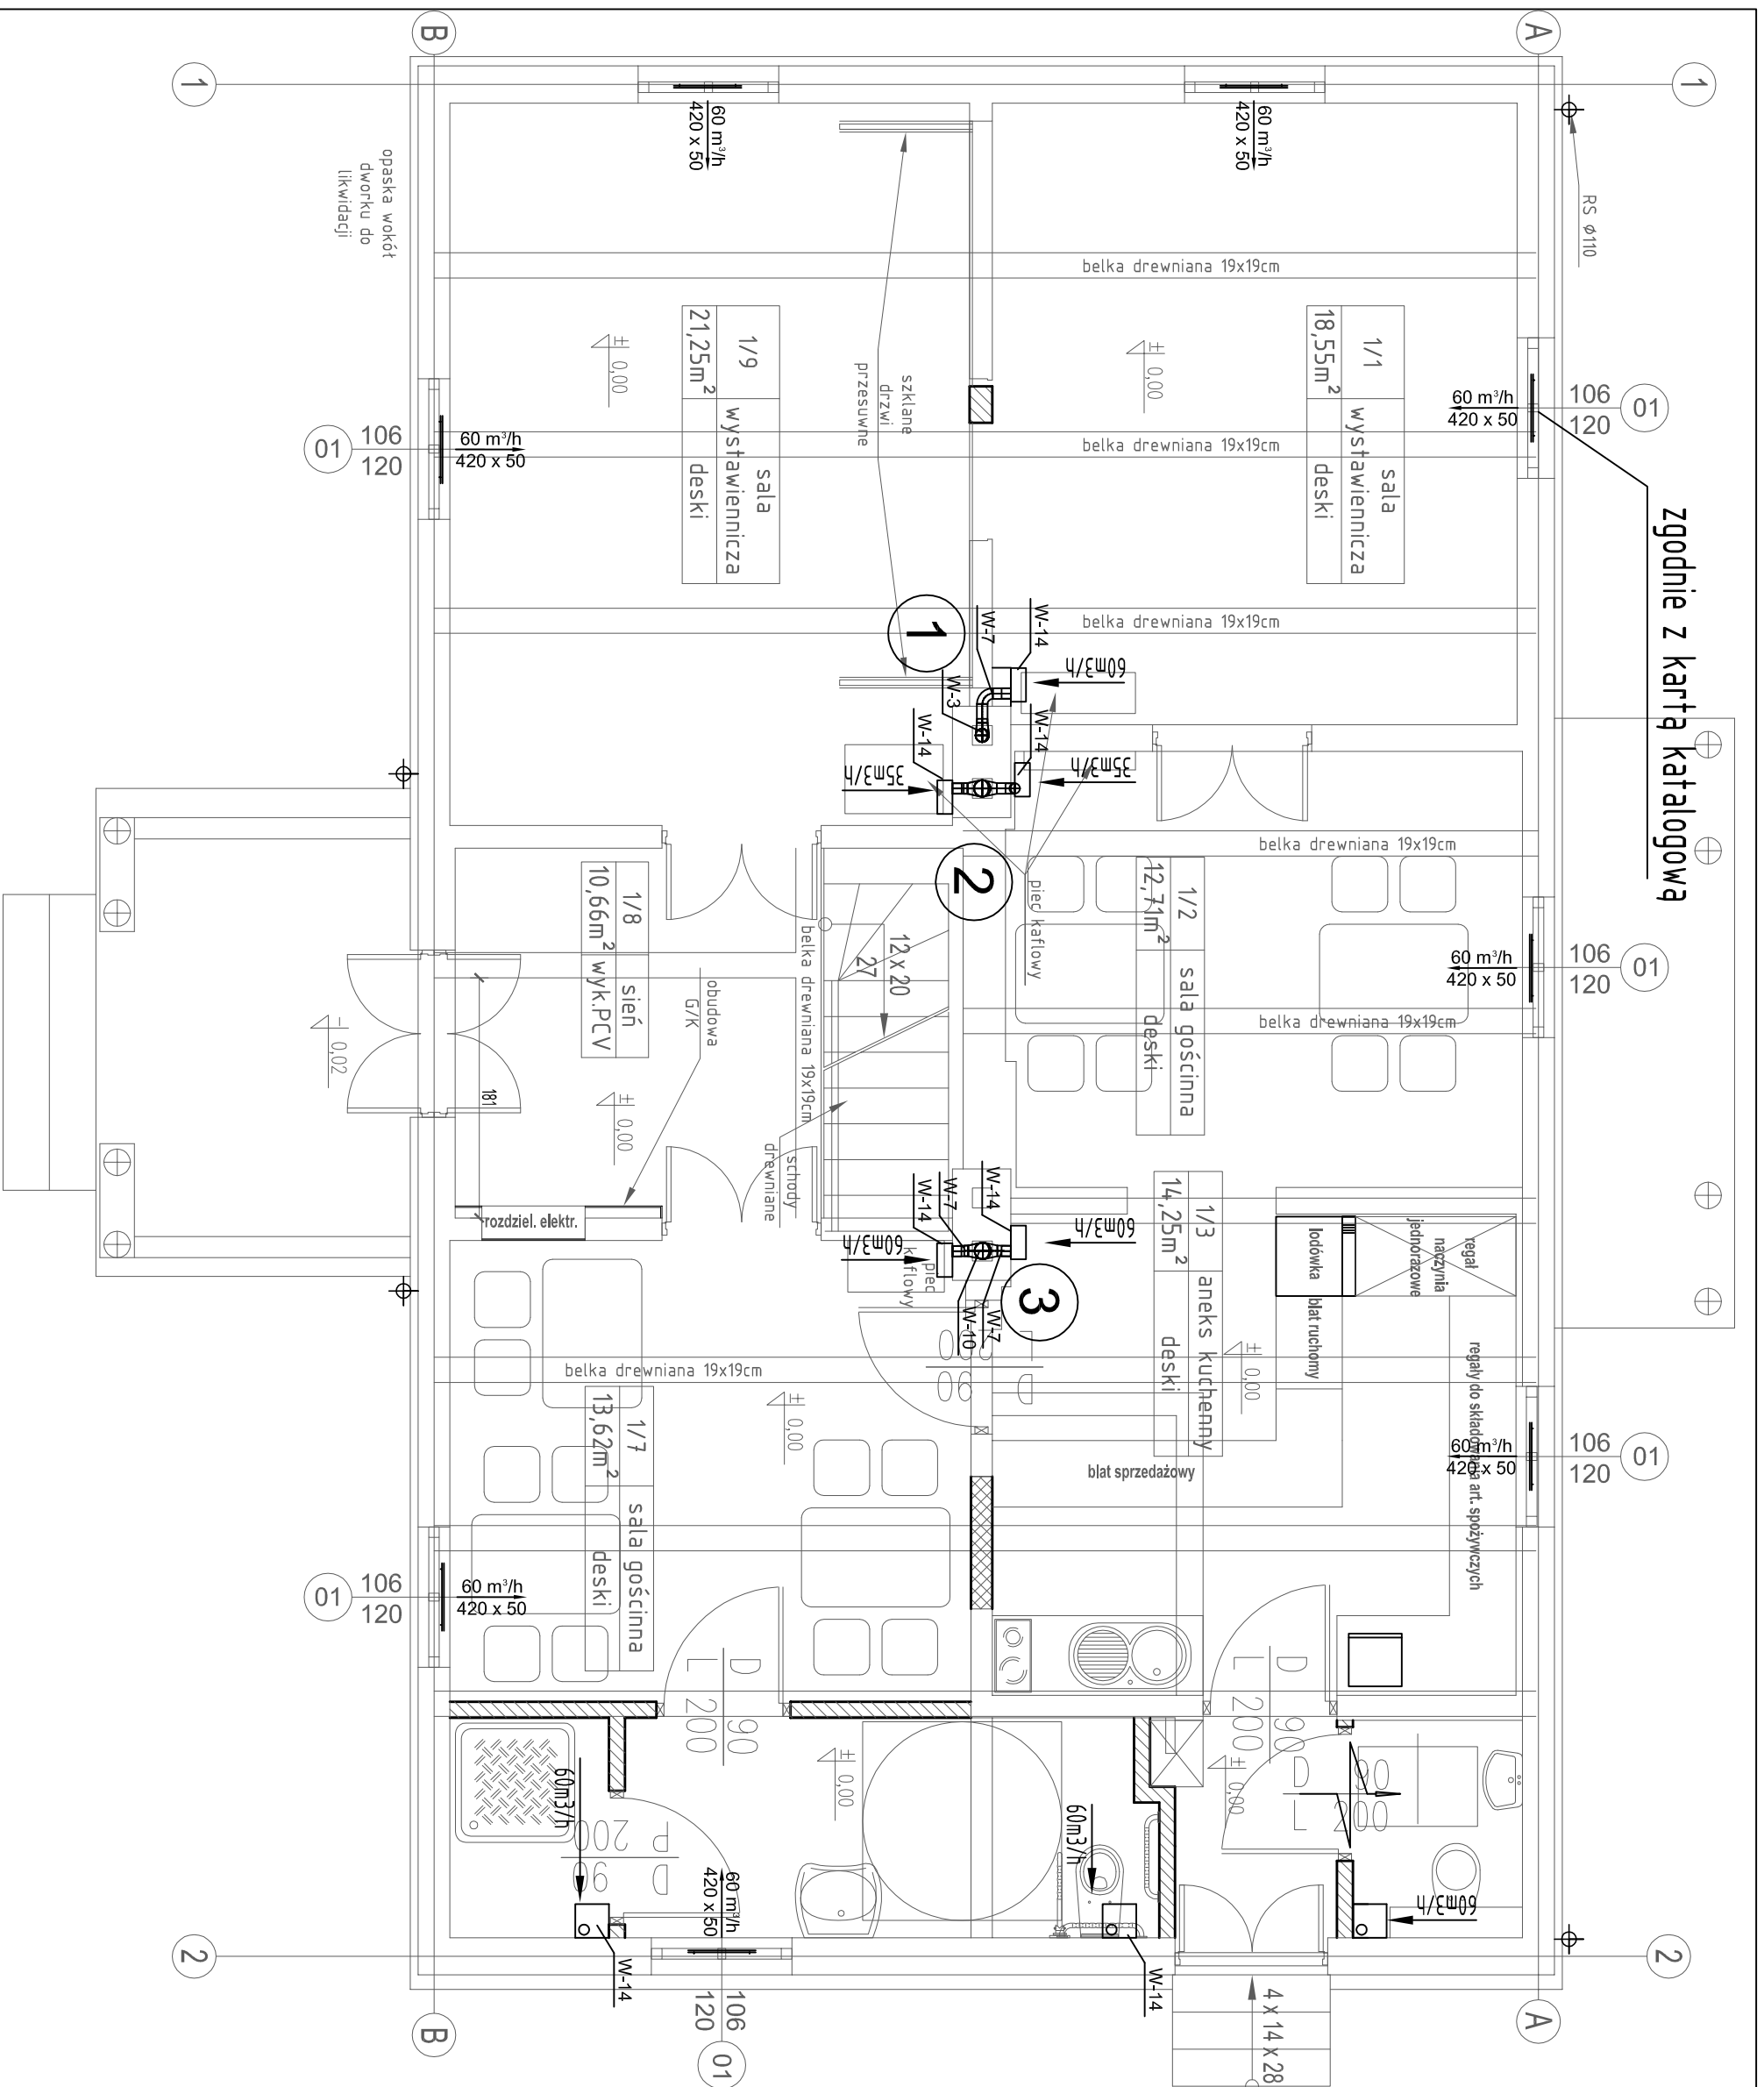 B
A
1
1
60 m³/h
420 x 50
60 m³/h
420 x 50
RS ⌀110
opaska wokół
dworku do
likwidacji
belka drewniana 19x19cm
1/9
sala
wystawiennicza
21,25m²
deski
± 0,00
1/1
sala
wystawiennicza
18,55m²
deski
± 0,00
szklane
drzwi
przesuwne
01
106
120
60 m³/h
420 x 50
60 m³/h
420 x 50
106
120
01
zgodnie z kartą katalogową
belka drewniana 19x19cm
belka drewniana 19x19cm
1
W-7
W-14
60m3/h
W-3
W-14
W-14
35m3/h
35m3/h
2
piec kaflowy
belka drewniana 19x19cm
1/8
sień
10,66m²
wyk.PCV
12 x 20
27
belka drewniana 19x19cm
1/2
sala gościnna
12,71m²
deski
60 m³/h
420 x 50
106
120
01
obudowa
G/K
belka drewniana 19x19cm
- 0,02
181
± 0,00
schody
drewniane
rozdziel. elektr.
W-14
W-7
W-14
60m3/h
60m3/h
piec
kaflowy
3
W-7
W-10
1/3
aneks kuchenny
14,25m²
deski
± 0,00
lodówka
regał
naczynia
jednorazowe
blat ruchomy
regały do składowania art. spożywczych
D 90
belka drewniana 19x19cm
± 0,00
1/7
sala gościnna
13,62m²
deski
blat sprzedażowy
60 m³/h
420 x 50
106
120
01
01
106
120
60 m³/h
420 x 50
D 90
L 200
D 90
L 200
± 0,00
± 0,00
D 90
L 200
60m3/h
60m3/h
60m3/h
D 90
P 200
60 m³/h
420 x 50
W-14
W-14
2
2
106
120
01
4 x 14 x 28
B
A